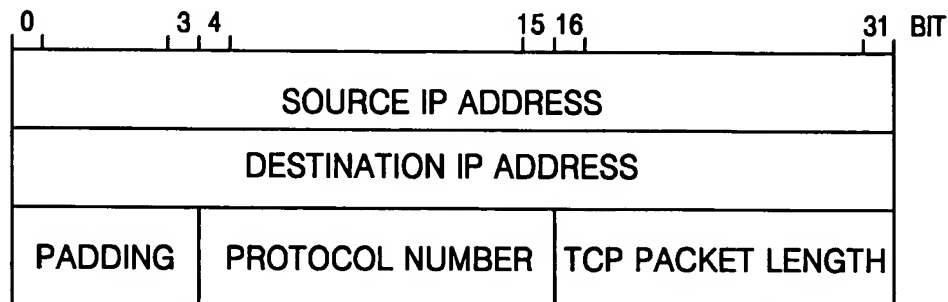 0 3 4 15 16 31 BIT
SOURCE IP ADDRESS
DESTINATION IP ADDRESS
PADDING PROTOCOL NUMBER TCP PACKET LENGTH